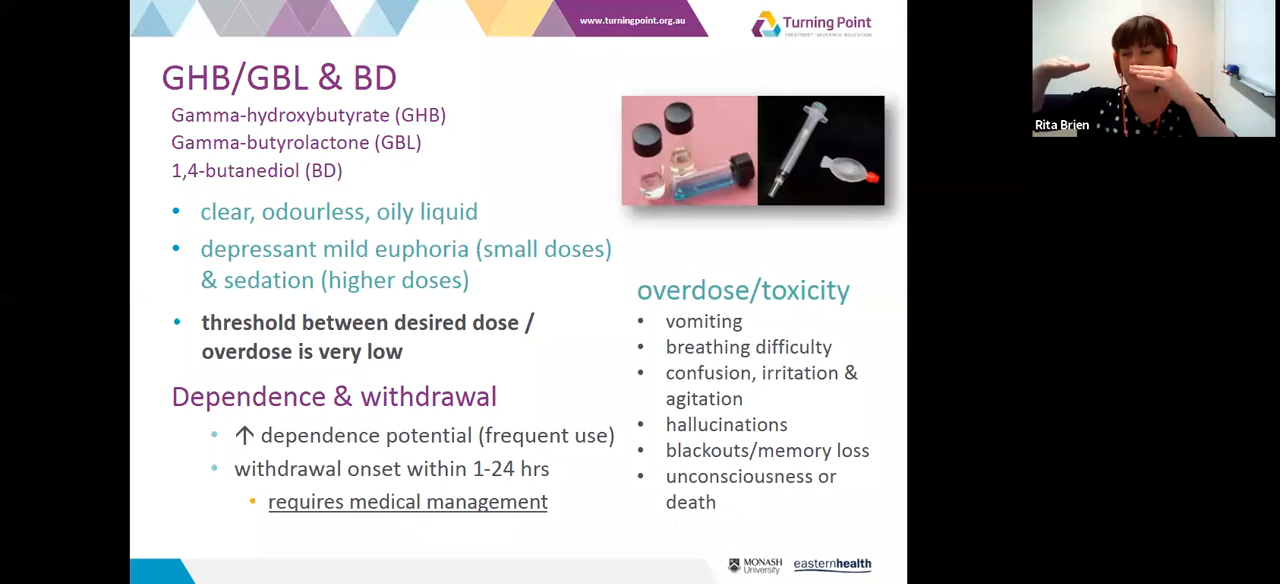 www.turningpoint.org.au
Turning Point
TREATMENT · RESEARCH · EDUCATION
GHB/GBL & BD
Gamma-hydroxybutyrate (GHB)
Gamma-butyrolactone (GBL)
1,4-butanediol (BD)
• clear, odourless, oily liquid
• depressant mild euphoria (small doses)
& sedation (higher doses)
• threshold between desired dose /
overdose is very low
Dependence & withdrawal
• ↑ dependence potential (frequent use)
• withdrawal onset within 1-24 hrs
• requires medical management
overdose/toxicity
• vomiting
• breathing difficulty
• confusion, irritation &
agitation
• hallucinations
• blackouts/memory loss
• unconsciousness or
death
MONASH
University
easternhealth
Rita Brien